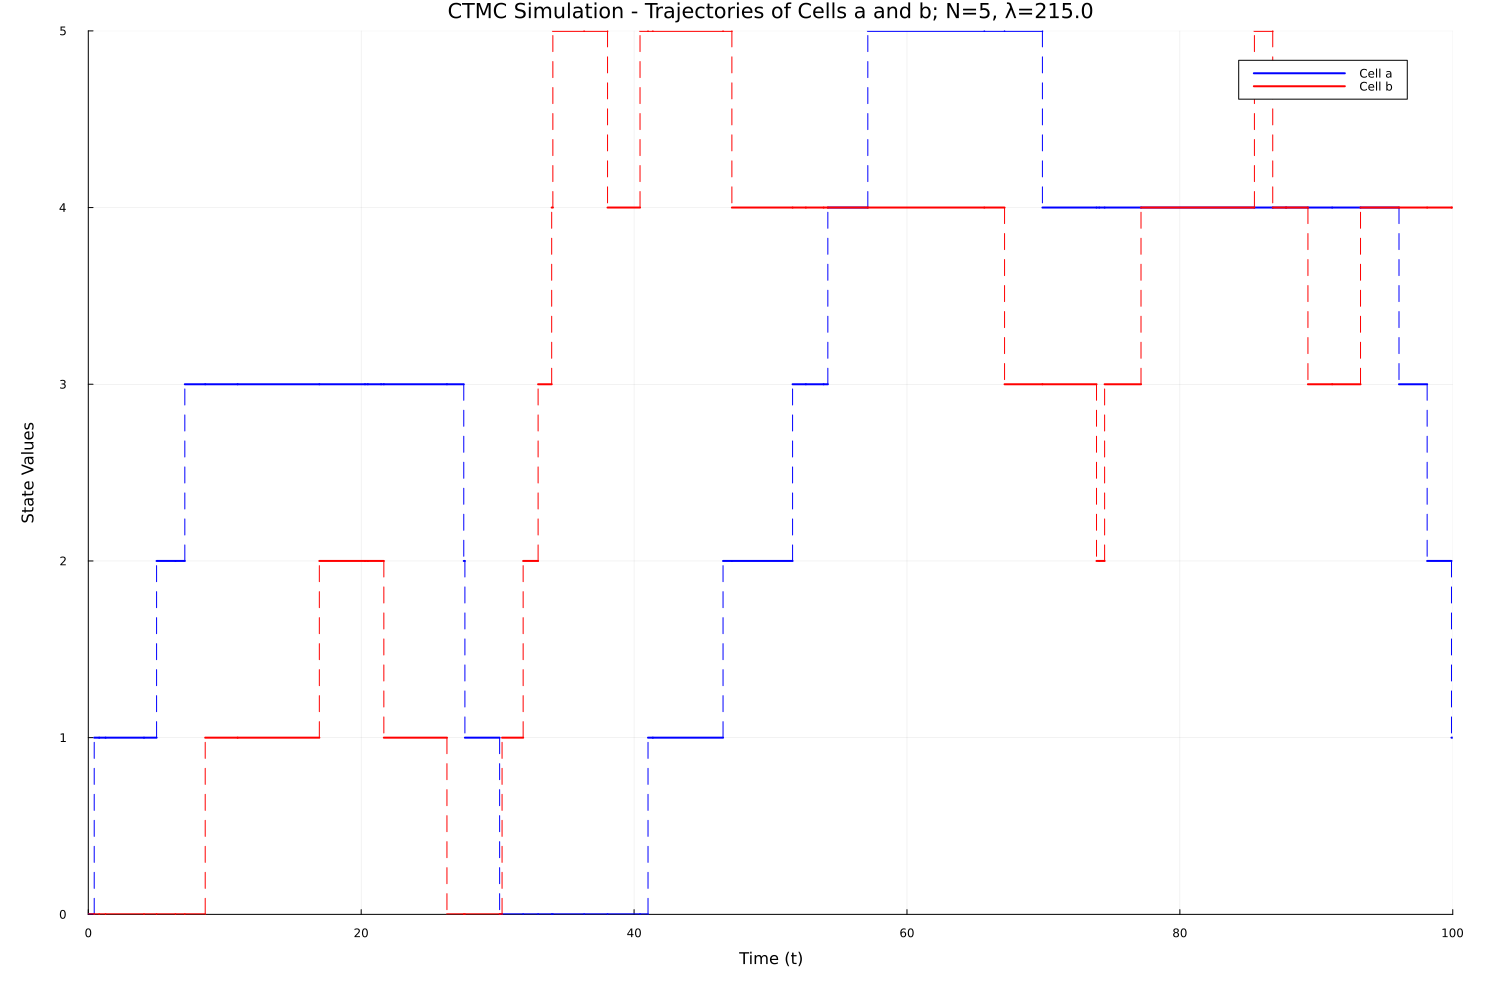 CTMC Simulation - Trajectories of Cells a and b; N=5, λ=215.0
5
Cell a
Cell b
4
3
State Values
2
1
0
0 20 40 60 80 100
Time (t)